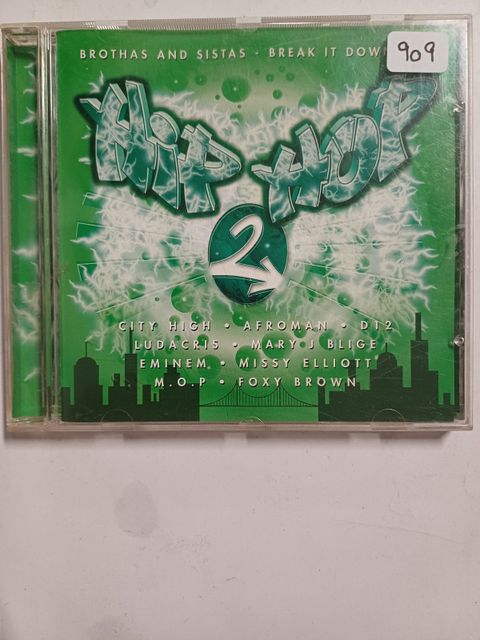 BROTHAS AND SISTAS - BREAK IT DOWN
909
HIP HOP
2
CITY HIGH • AFROMAN • D12
LUDACRIS • MARY J BLIGE
EMINEM • MISSY ELLIOTT
M.O.P • FOXY BROWN